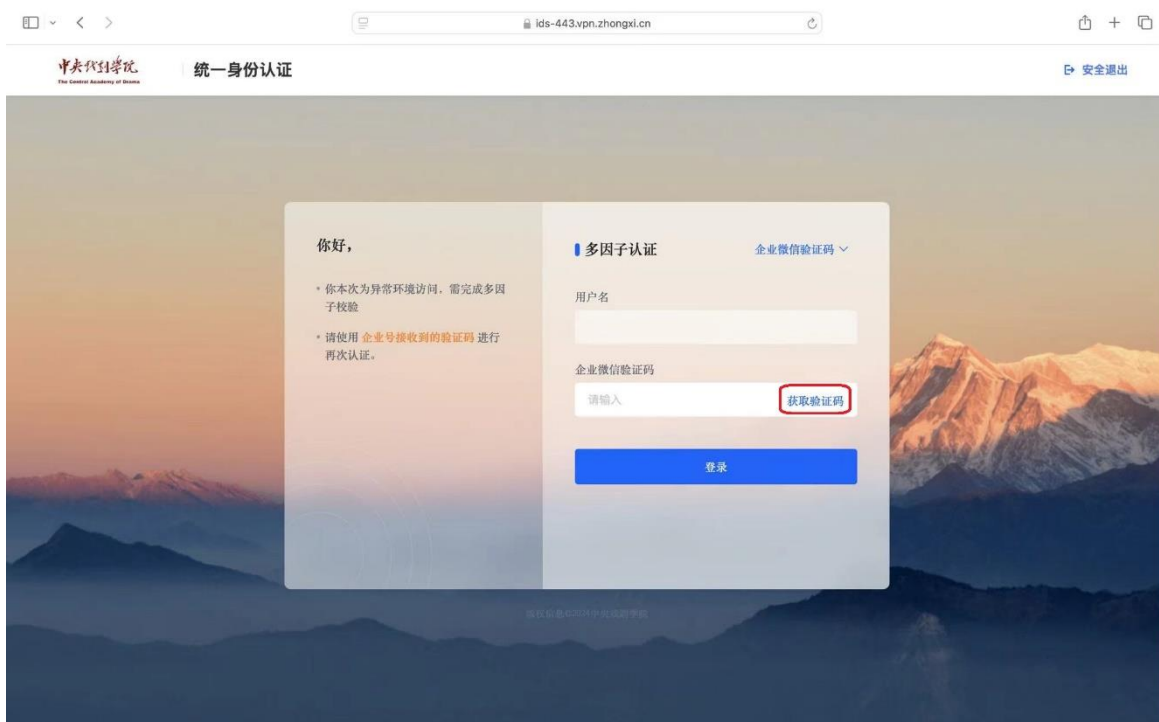 ids-443.vpn.zhongxi.cn
中央戏剧学院
The Central Academy of Drama
统一身份认证
安全退出
你好，
你本次为异常环境访问，需完成多因
子校验
请使用 企业号接收到的验证码 进行
再次认证。
多因子认证
企业微信验证码
用户名
企业微信验证码
请输入
获取验证码
登录